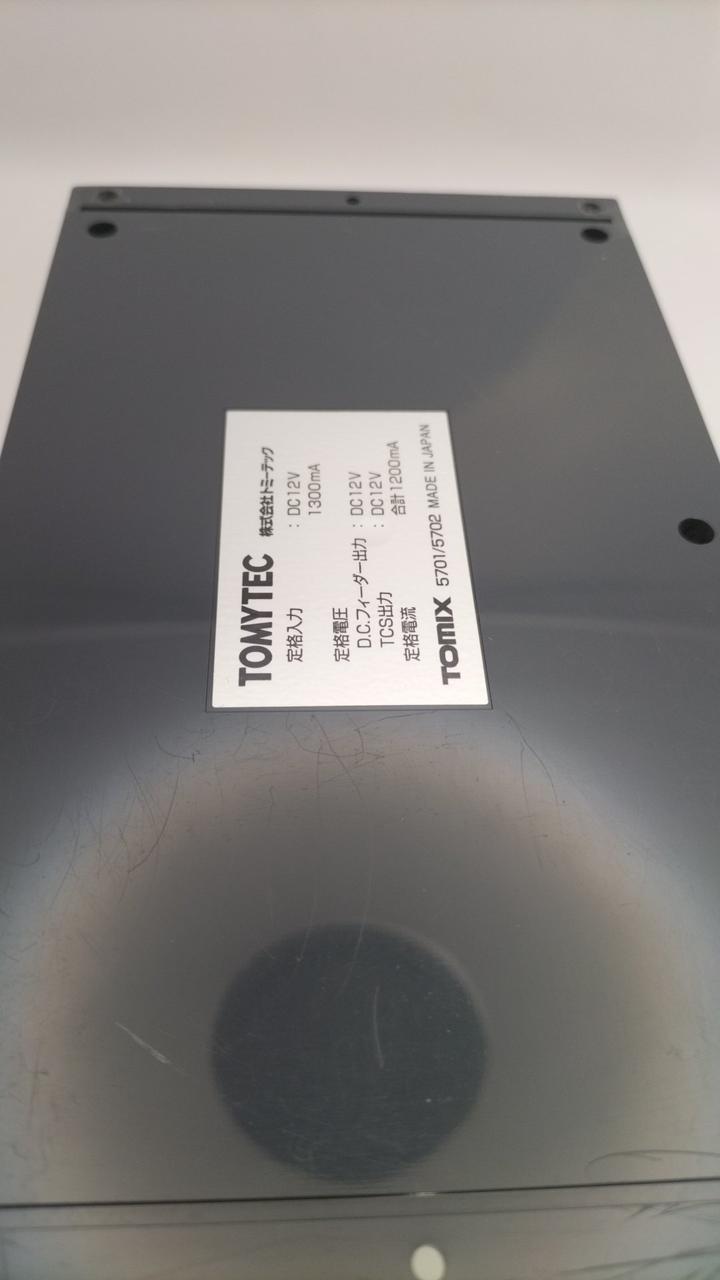 TOMYTEC 株式会社トミーテック
定格入力 : DC12V
1300mA
定格電圧
D.C.フィーダー出力 : DC12V
TCS出力 : DC12V
定格電流 合計1200mA
TOMIX 5701/5702 MADE IN JAPAN